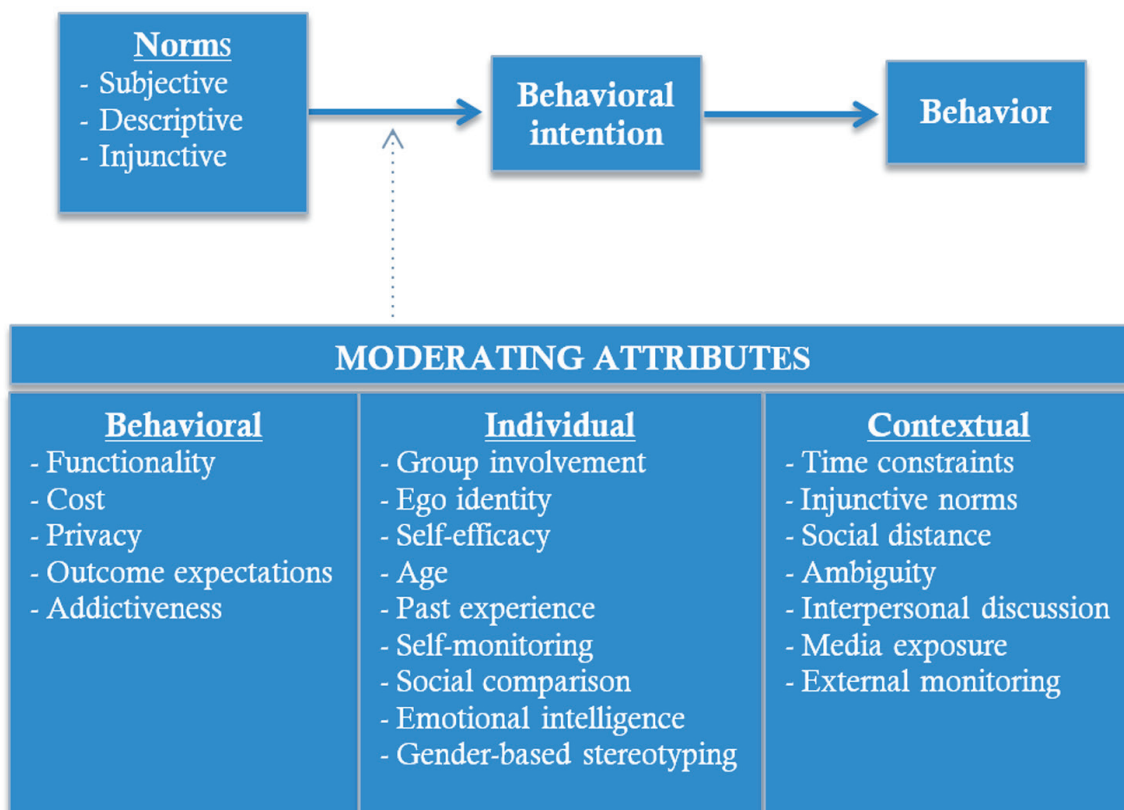 Norms
- Subjective
- Descriptive
- Injunctive
Behavioral
intention
Behavior
MODERATING ATTRIBUTES
Behavioral
- Functionality
- Cost
- Privacy
- Outcome expectations
- Addictiveness
Individual
- Group involvement
- Ego identity
- Self-efficacy
- Age
- Past experience
- Self-monitoring
- Social comparison
- Emotional intelligence
- Gender-based stereotyping
Contextual
- Time constraints
- Injunctive norms
- Social distance
- Ambiguity
- Interpersonal discussion
- Media exposure
- External monitoring